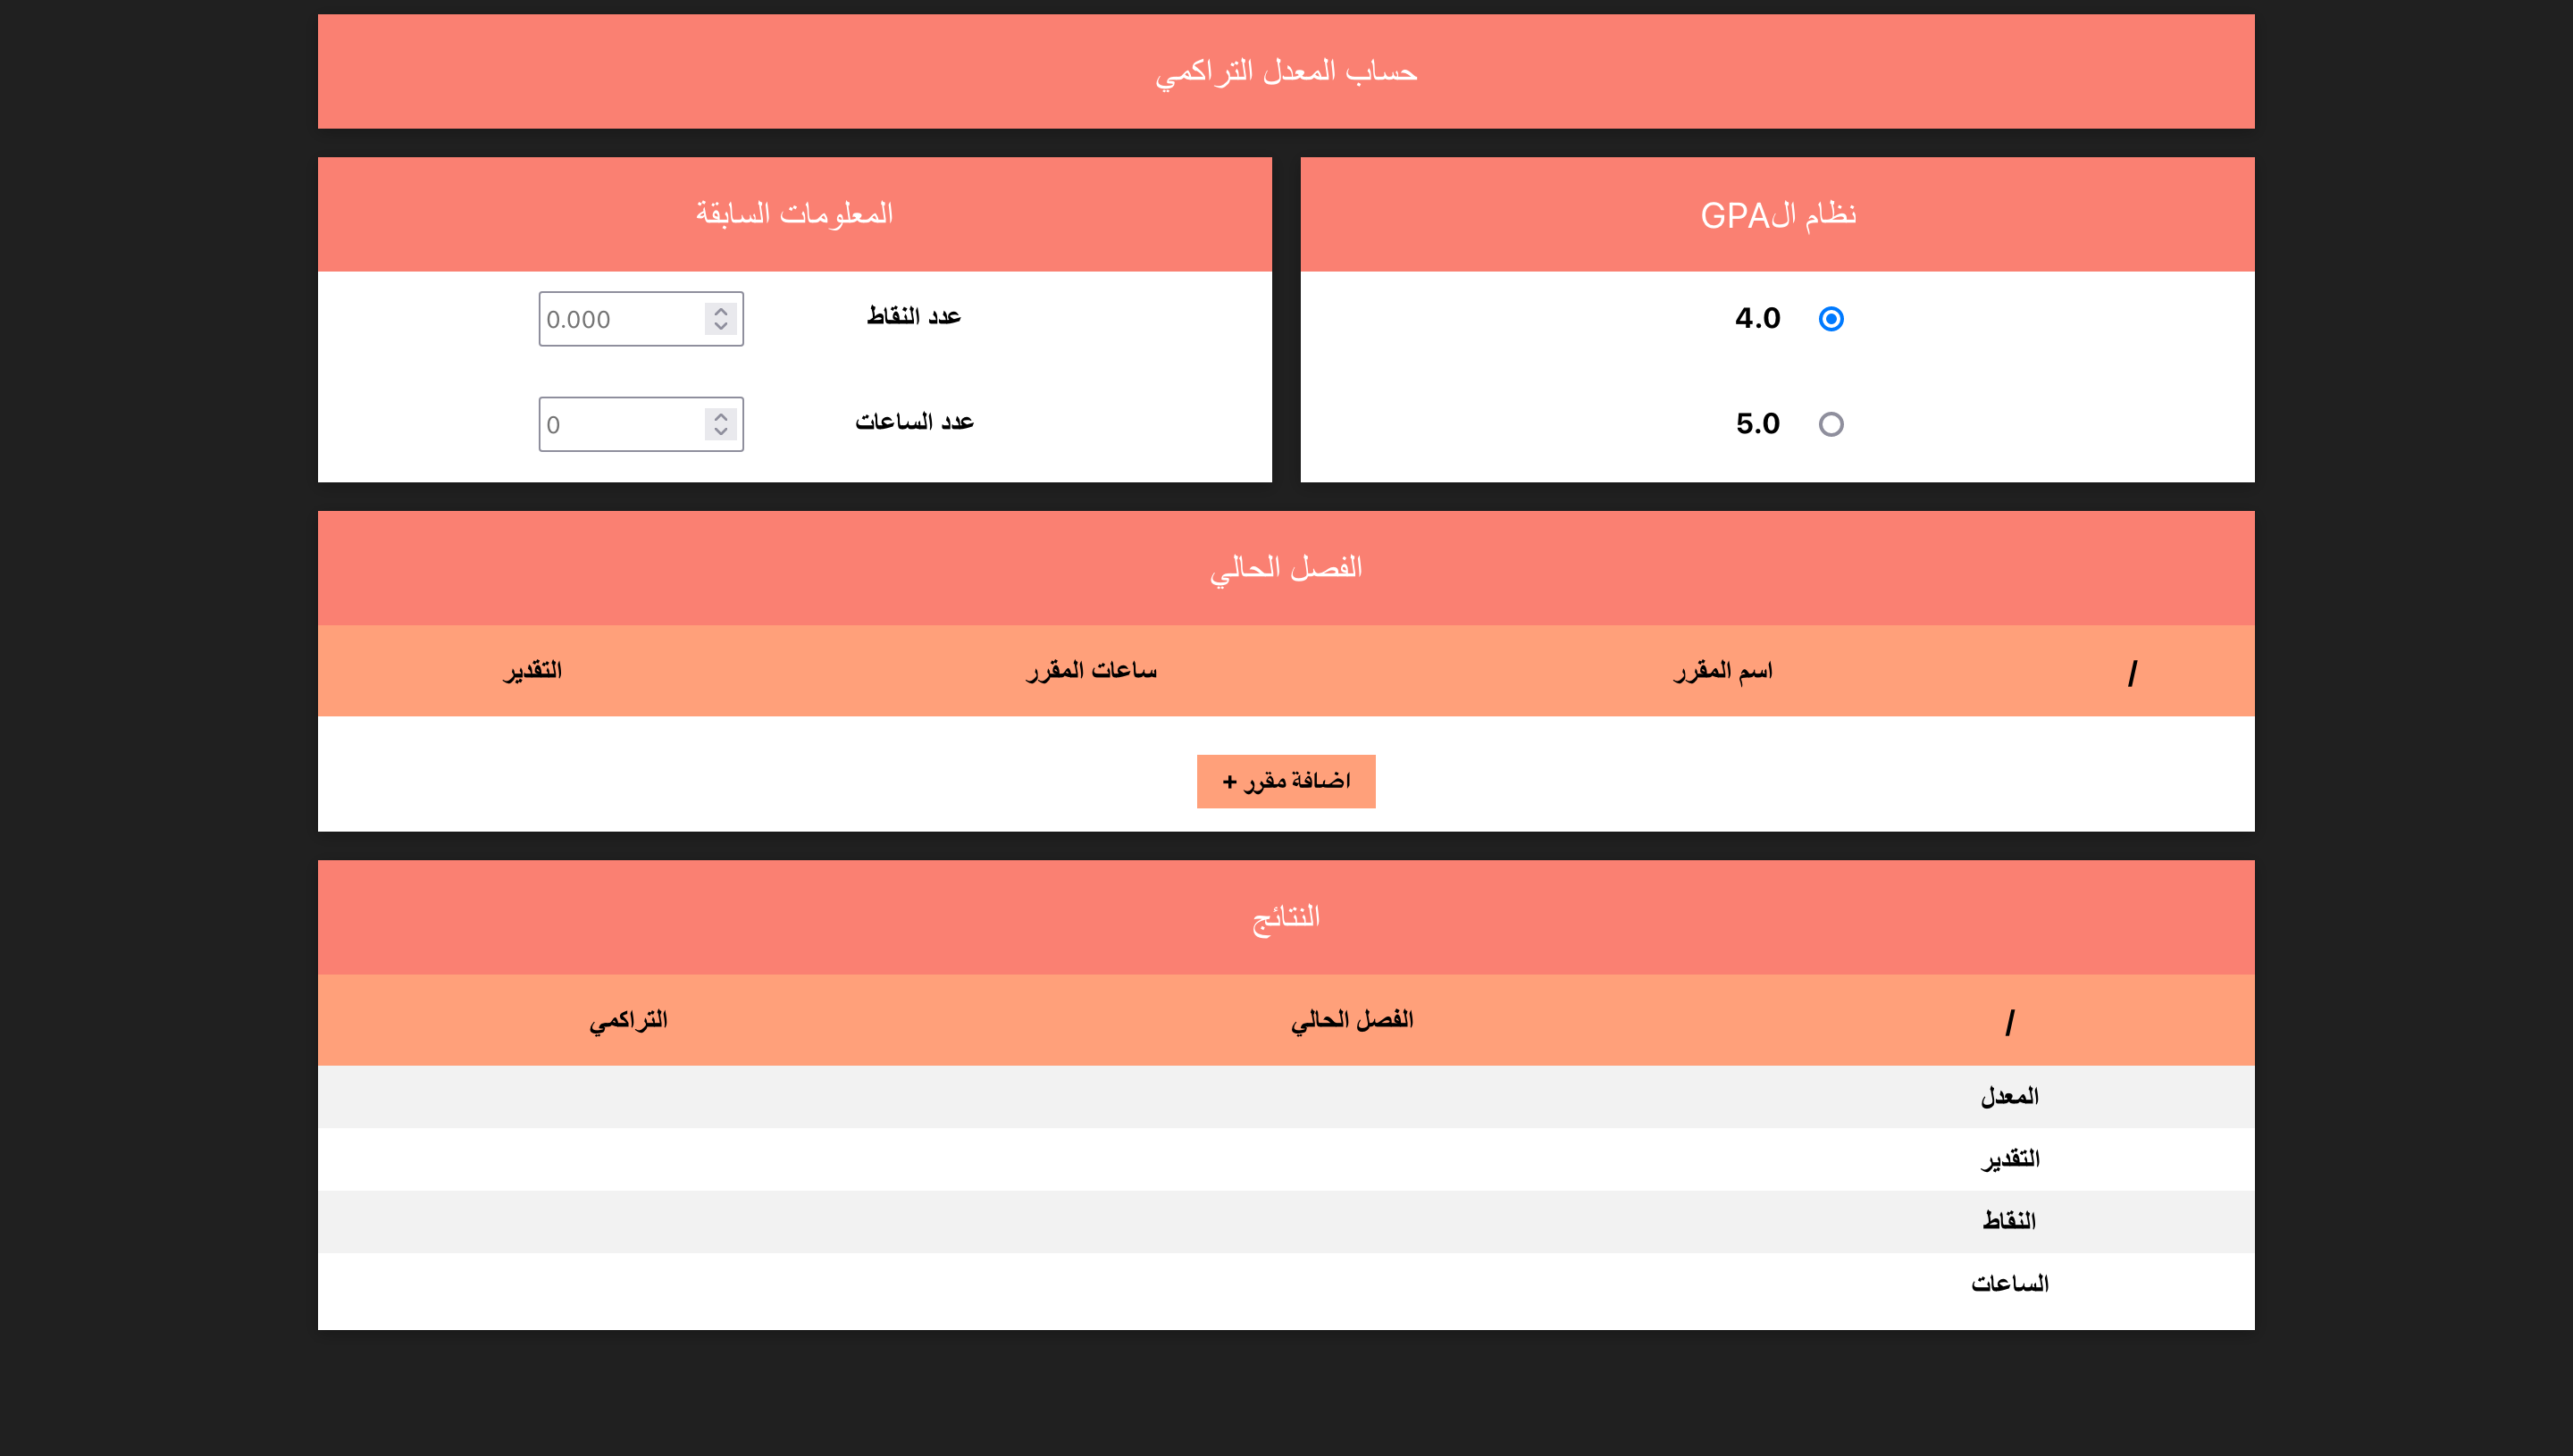 حساب المعدل التراكمي
نظام الGPA
4.0
5.0
المعلومات السابقة
عدد النقاط 0.000
عدد الساعات 0
الفصل الحالي
/ اسم المقرر ساعات المقرر التقدير
اضافة مقرر +
النتائج
/ الفصل الحالي التراكمي
المعدل
التقدير
النقاط
الساعات